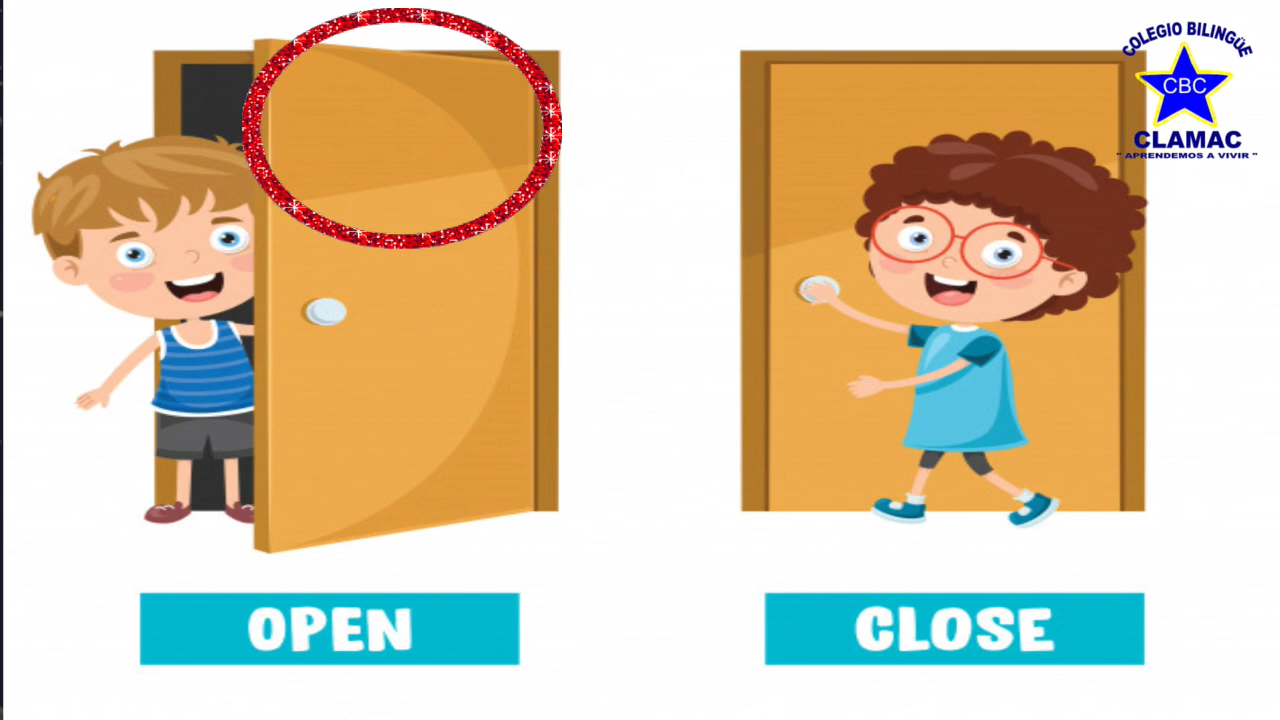 COLEGIO BILINGÜE
CBC
CLAMAC
" APRENDEMOS A VIVIR "
OPEN
CLOSE